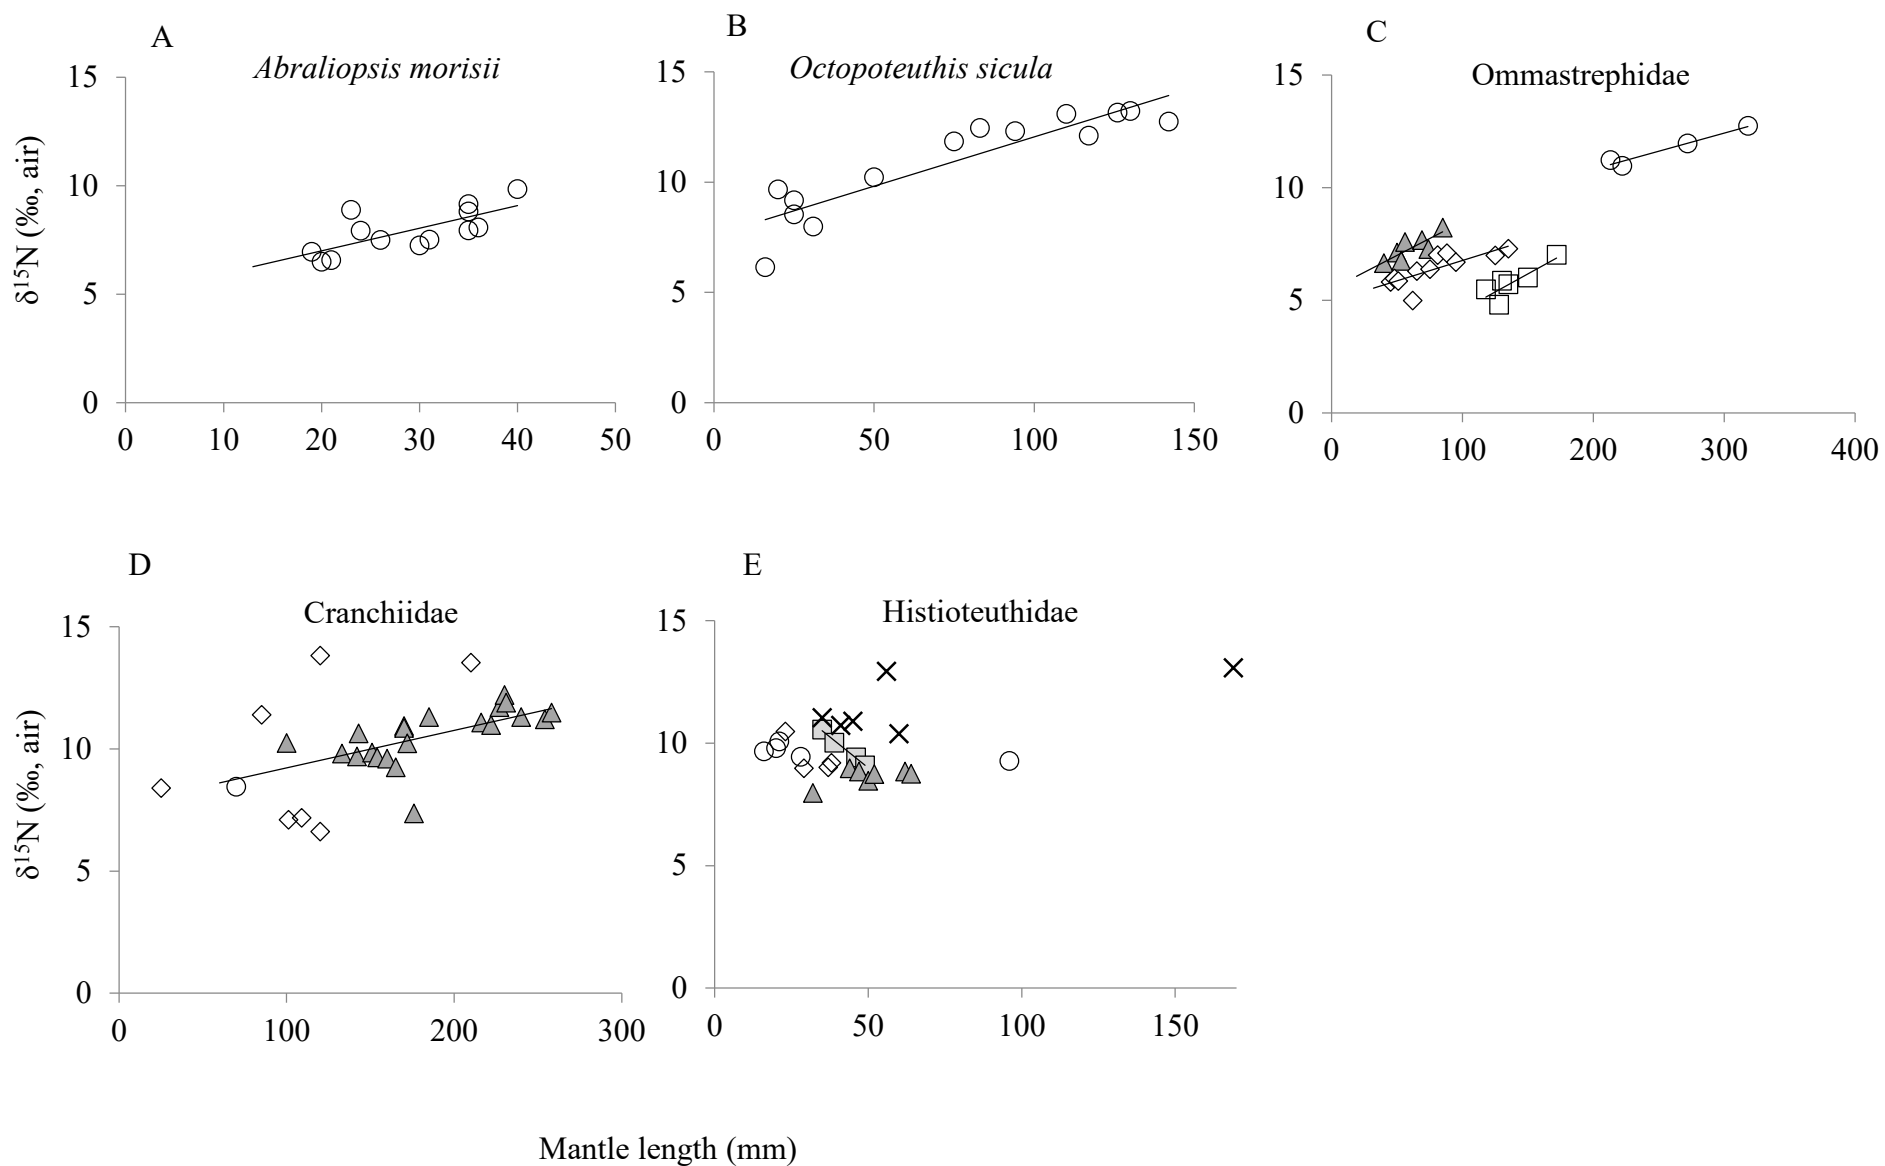 A
Abraliopsis morisii
15
10
5
0
0 10 20 30 40 50
δ¹⁵N (‰, air)
B
Octopoteuthis sicula
15
10
5
0
0 50 100 150
C
Ommastrephidae
15
10
5
0
0 100 200 300 400
D
Cranchiidae
15
10
5
0
0 100 200 300
δ¹⁵N (‰, air)
E
Histioteuthidae
15
10
5
0
0 50 100 150
Mantle length (mm)